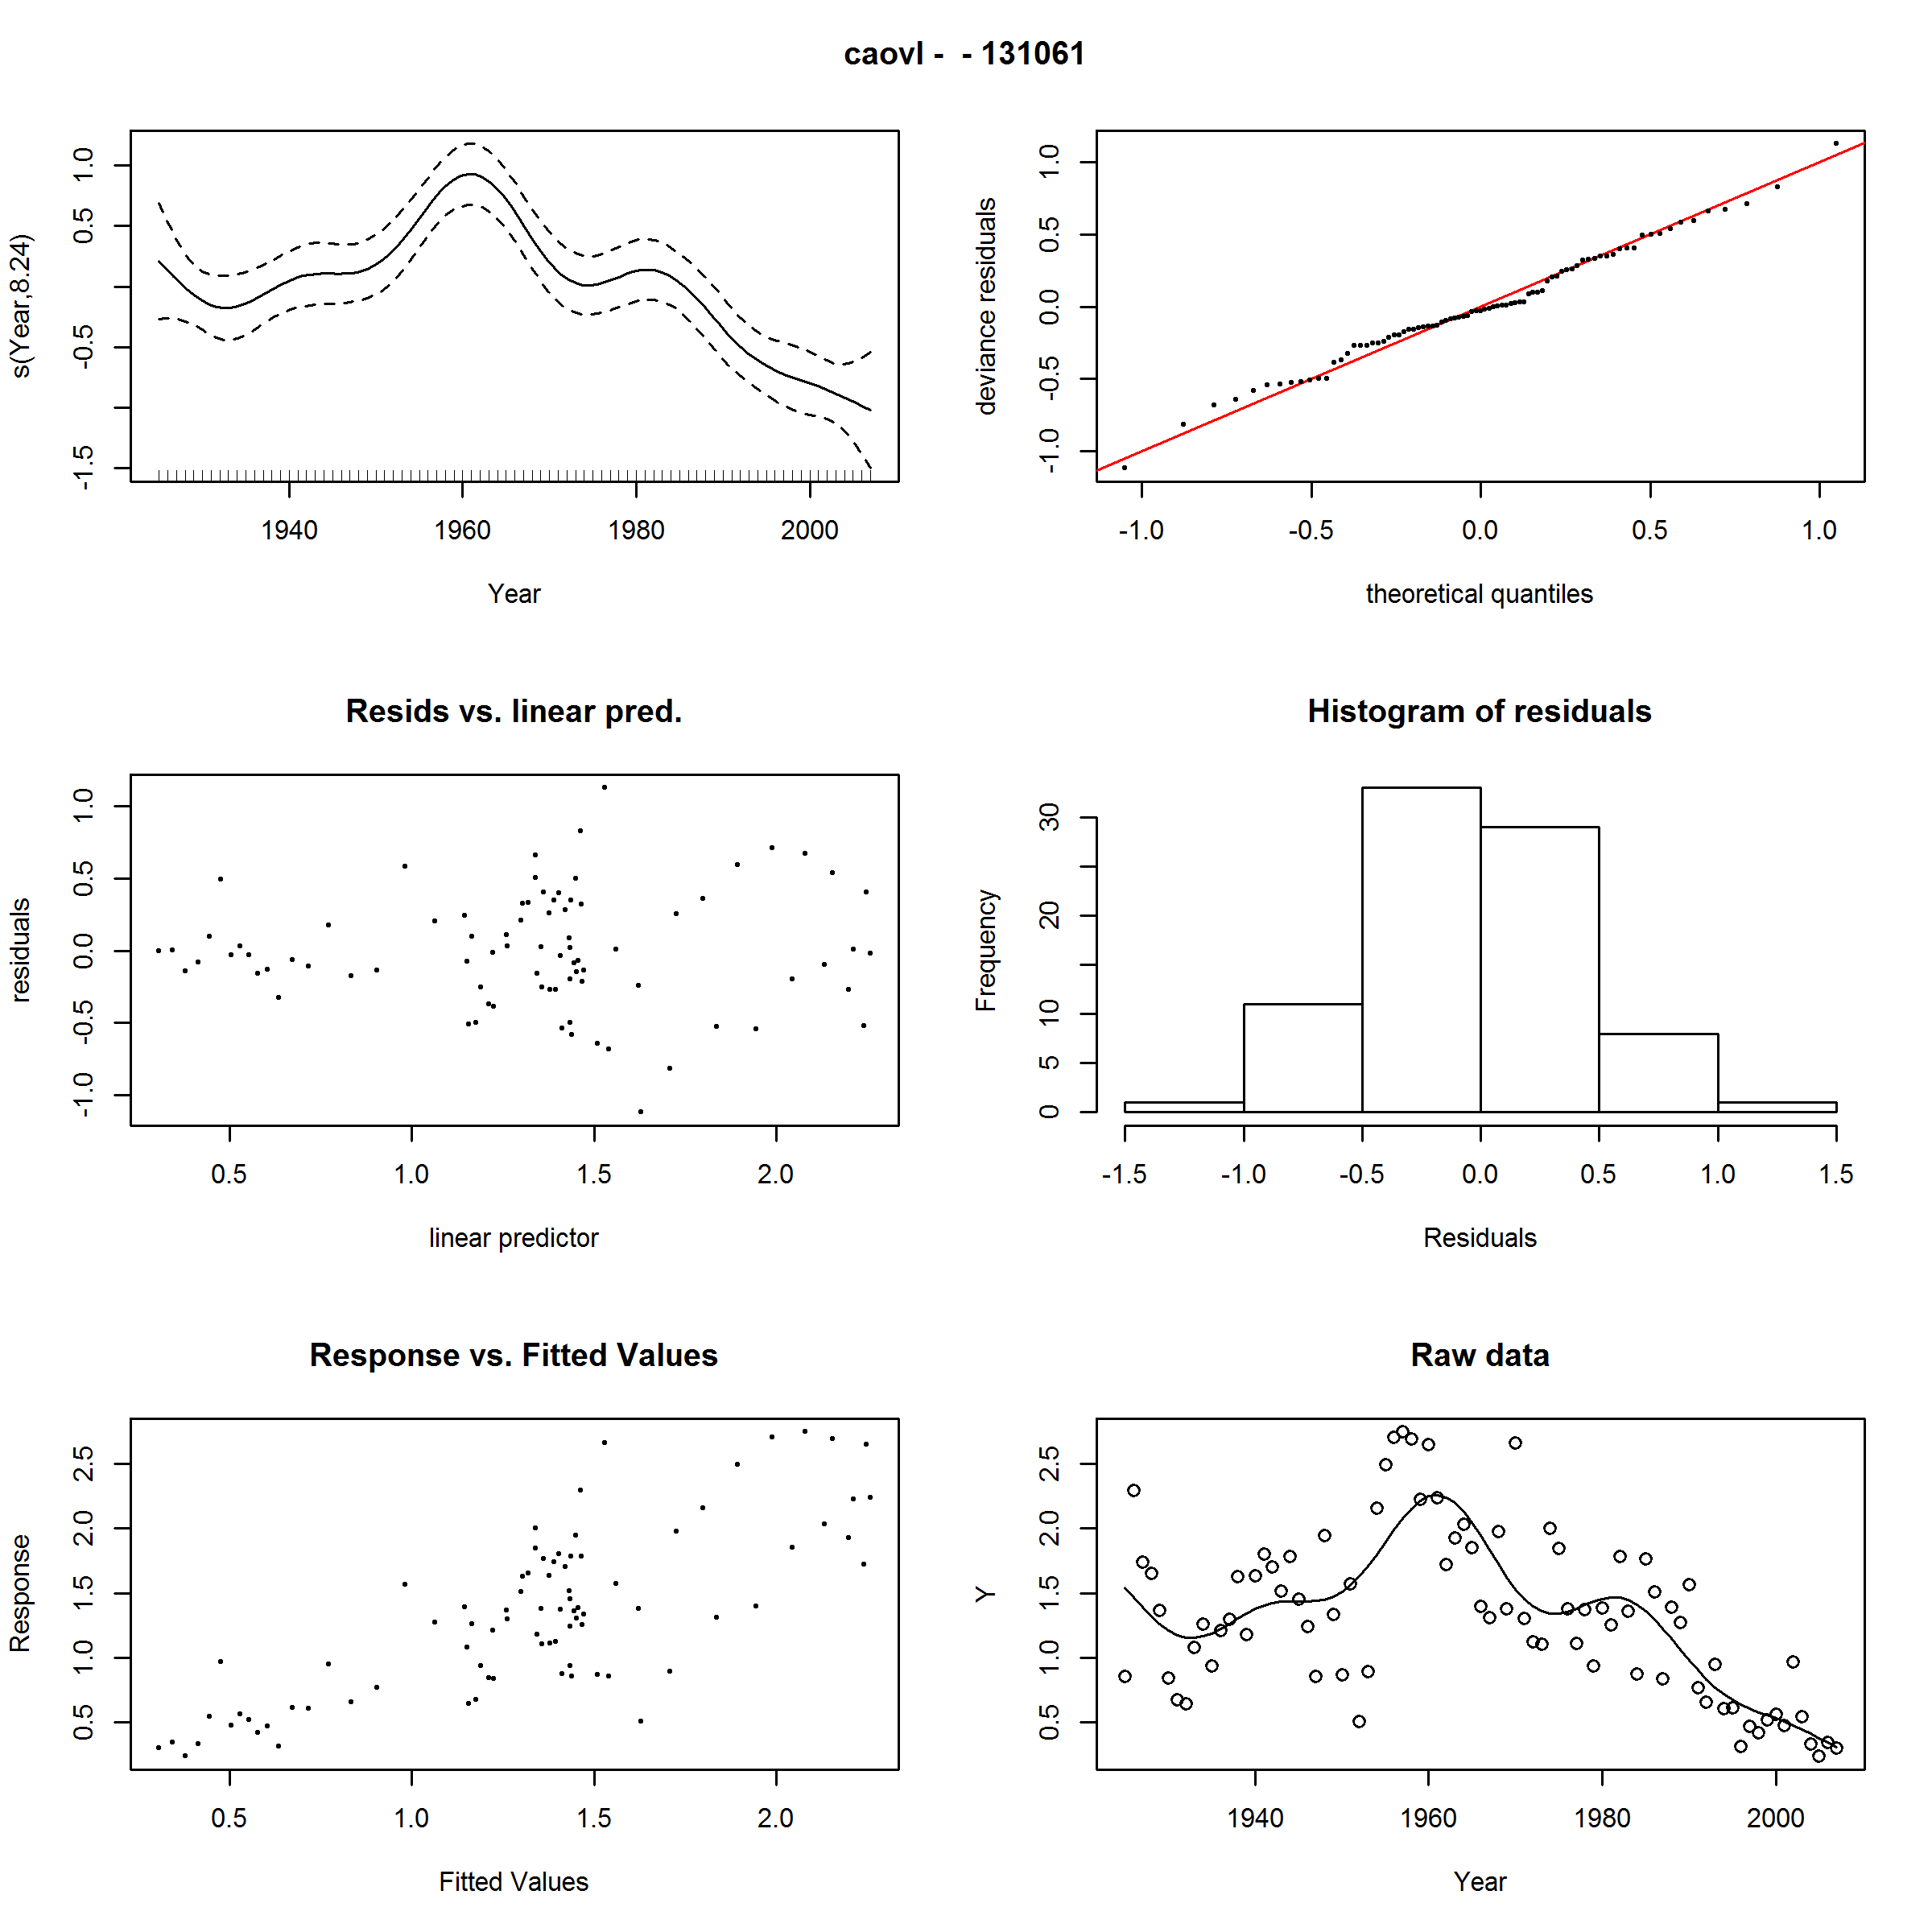 caovl -  - 131061
s(Year,8.24)
1.0
0.5
-0.5
-1.5
1940 1960 1980 2000
Year
deviance residuals
1.0
0.5
0.0
-0.5
-1.0
-1.0 -0.5 0.0 0.5 1.0
theoretical quantiles
Resids vs. linear pred.
residuals
1.0
0.5
0.0
-0.5
-1.0
0.5 1.0 1.5 2.0
linear predictor
Histogram of residuals
Frequency
30
20
10
5
0
-1.5 -1.0 -0.5 0.0 0.5 1.0 1.5
Residuals
Response vs. Fitted Values
Response
2.5
2.0
1.5
1.0
0.5
0.5 1.0 1.5 2.0
Fitted Values
Raw data
Y
2.5
2.0
1.5
1.0
0.5
1940 1960 1980 2000
Year